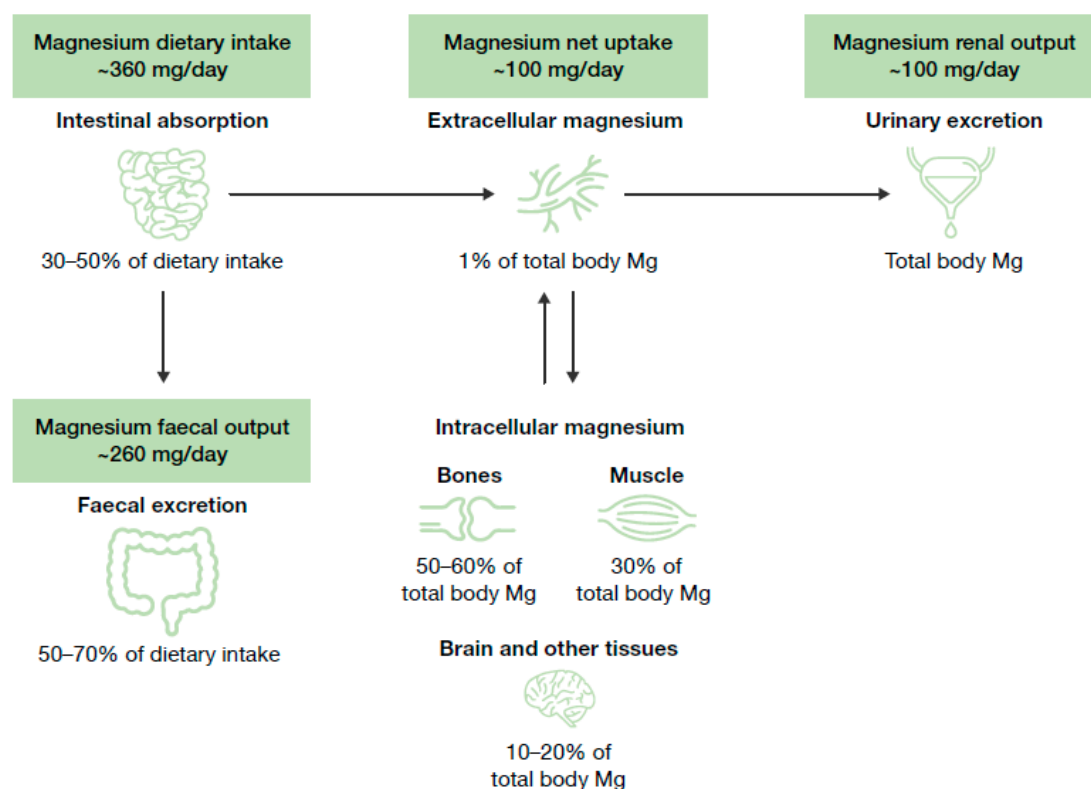 Magnesium dietary intake
~360 mg/day
Intestinal absorption
30–50% of dietary intake
Magnesium net uptake
~100 mg/day
Extracellular magnesium
1% of total body Mg
Magnesium renal output
~100 mg/day
Urinary excretion
Total body Mg
Magnesium faecal output
~260 mg/day
Faecal excretion
50–70% of dietary intake
Intracellular magnesium
Bones
50–60% of
total body Mg
Muscle
30% of
total body Mg
Brain and other tissues
10–20% of
total body Mg